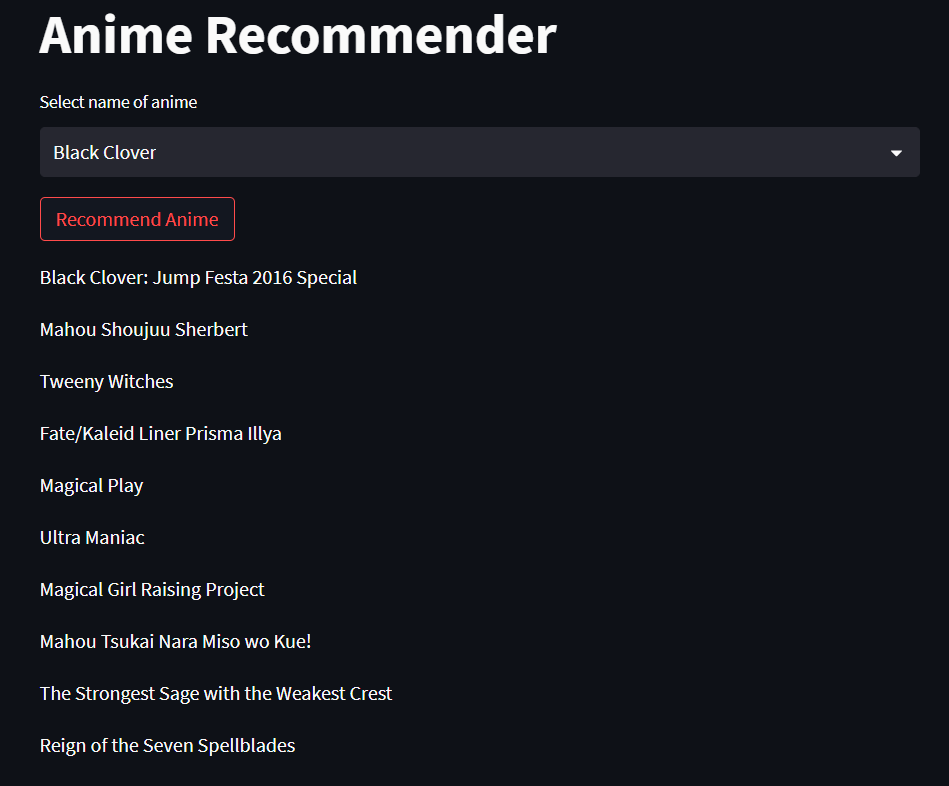 Anime Recommender
Select name of anime
Black Clover
Recommend Anime
Black Clover: Jump Festa 2016 Special
Mahou Shoujuu Sherbert
Tweeny Witches
Fate/Kaleid Liner Prisma Illya
Magical Play
Ultra Maniac
Magical Girl Raising Project
Mahou Tsukai Nara Miso wo Kue!
The Strongest Sage with the Weakest Crest
Reign of the Seven Spellblades